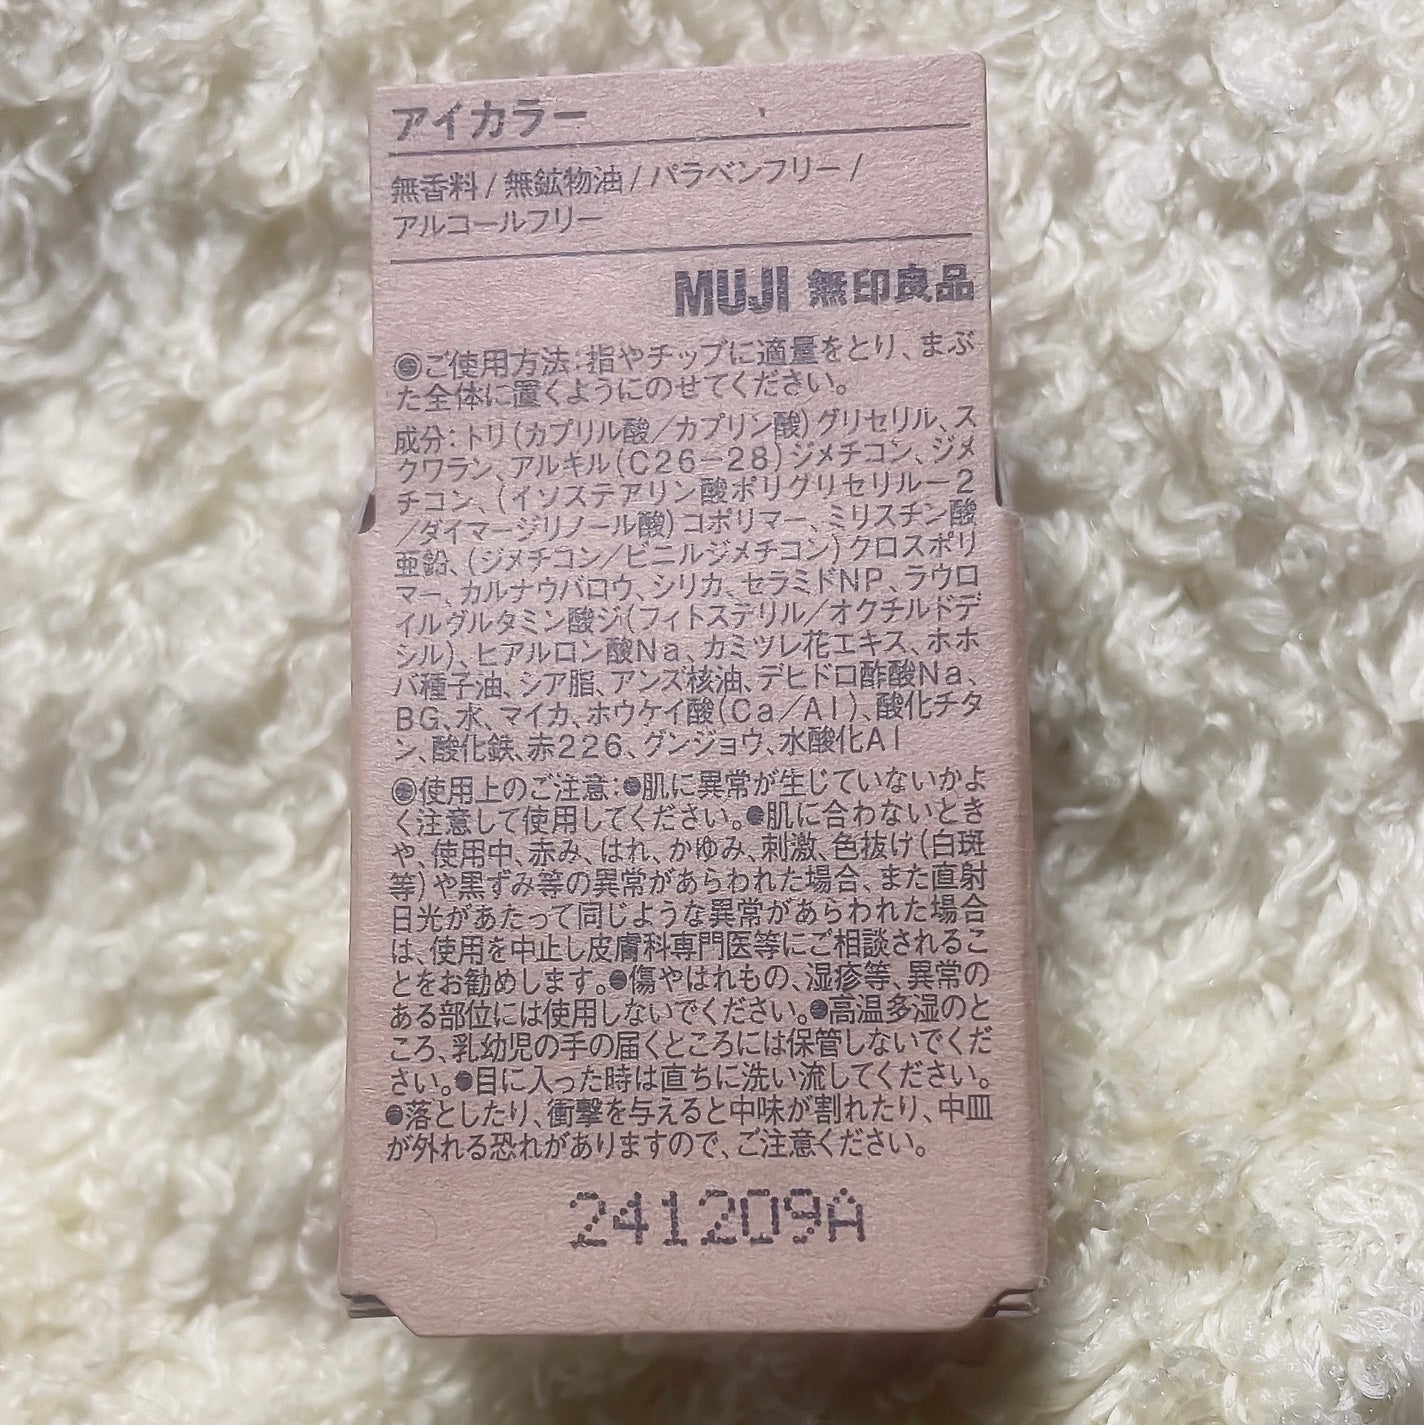 アイカラー
無香料/無鉱物油/パラベンフリー/
アルコールフリー
MUJI 無印良品
◉ご使用方法:指やチップに適量をとり、まぶ
た全体に置くようにのせてください。
成分:トリ(カプリル酸/カプリン酸)グリセリル、ス
クワラン、アルキル(C26-28)ジメチコン、ジメ
チコン、(イソステアリン酸ポリグリセリル-2
/ダイマージリノール酸)コポリマー、ミリスチン酸
亜鉛、(ジメチコン/ビニルジメチコン)クロスポリ
マー、カルナウバロウ、シリカ、セラミドNP、ラウロ
イルグルタミン酸ジ(フィトステリル/オクチルドデ
シル)、ヒアルロン酸Na、カミツレ花エキス、ホホ
バ種子油、シア脂、アンズ核油、デヒドロ酢酸Na、
BG、水、マイカ、ホウケイ酸(Ca/Al)、酸化チタ
ン、酸化鉄、赤226、グンジョウ、水酸化Al
◉使用上のご注意:●肌に異常が生じていないかよ
く注意して使用してください。●肌に合わないとき
や、使用中、赤み、はれ、かゆみ、刺激、色抜け(白斑
等)や黒ずみ等の異常があらわれた場合、また直射
日光があたって同じような異常があらわれた場合
は、使用を中止し皮膚科専門医等にご相談されるこ
とをお勧めします。●傷やはれもの、湿疹等、異常の
ある部位には使用しないでください。●高温多湿のと
ころ、乳幼児の手の届くところには保管しないでくだ
さい。●目に入った時は直ちに洗い流してください。
●落としたり、衝撃を与えると中味が割れたり、中皿
が外れる恐れがありますので、ご注意ください。
241209A